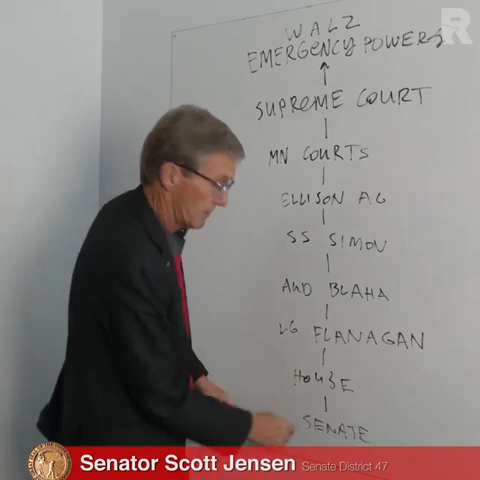 WALZ
EMERGENCY POWERS
SUPREME COURT
MN COURTS
ELLISON AG
SS SIMON
AUD BLAHA
LG FLANAGAN
HOUSE
SENATE
Senator Scott Jensen Senate District 47